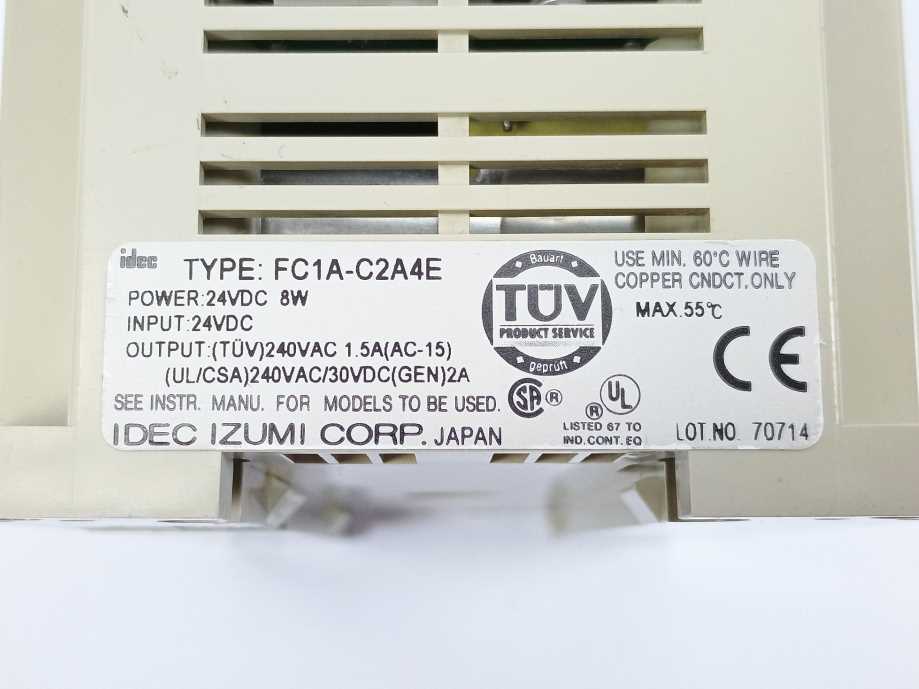 idec TYPE: FC1A-C2A4E
POWER:24VDC 8W
INPUT:24VDC
OUTPUT:(TÜV)240VAC 1.5A(AC-15)
(UL/CSA)240VAC/30VDC(GEN)2A
SEE INSTR. MANU. FOR MODELS TO BE USED.
IDEC IZUMI CORP. JAPAN
Bauart
TÜV
PRODUCT SERVICE
geprüft
USE MIN. 60°C WIRE
COPPER CNDCT. ONLY
MAX.55℃
CE
SA ®
® UL
LISTED 67 TO
IND.CONT.EQ
LOT.NO. 70714